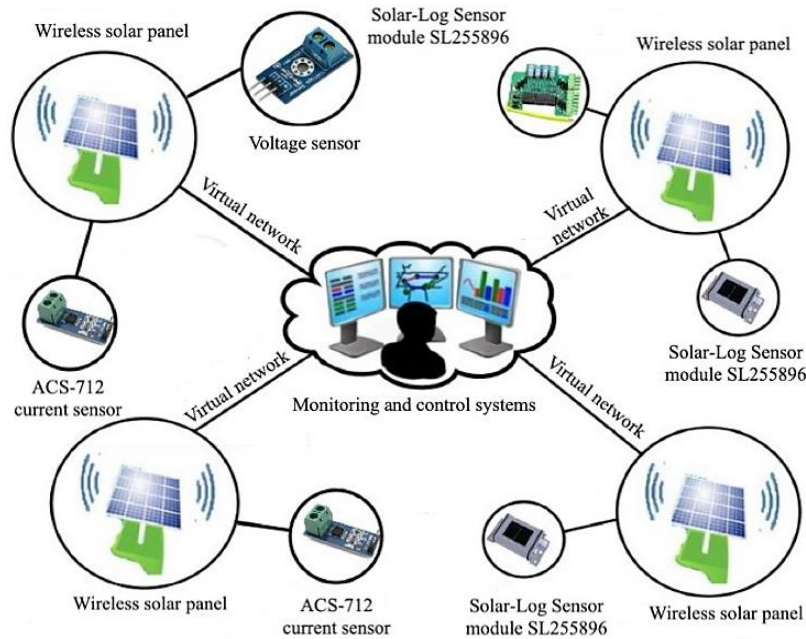 Wireless solar panel
Solar-Log Sensor
module SL255896
Wireless solar panel
Voltage sensor
Virtual network
Virtual
network
ACS-712
current sensor
Solar-Log Sensor
module SL255896
Monitoring and control systems
Virtual network
Virtual network
Wireless solar panel
ACS-712
current sensor
Solar-Log Sensor
module SL255896
Wireless solar panel